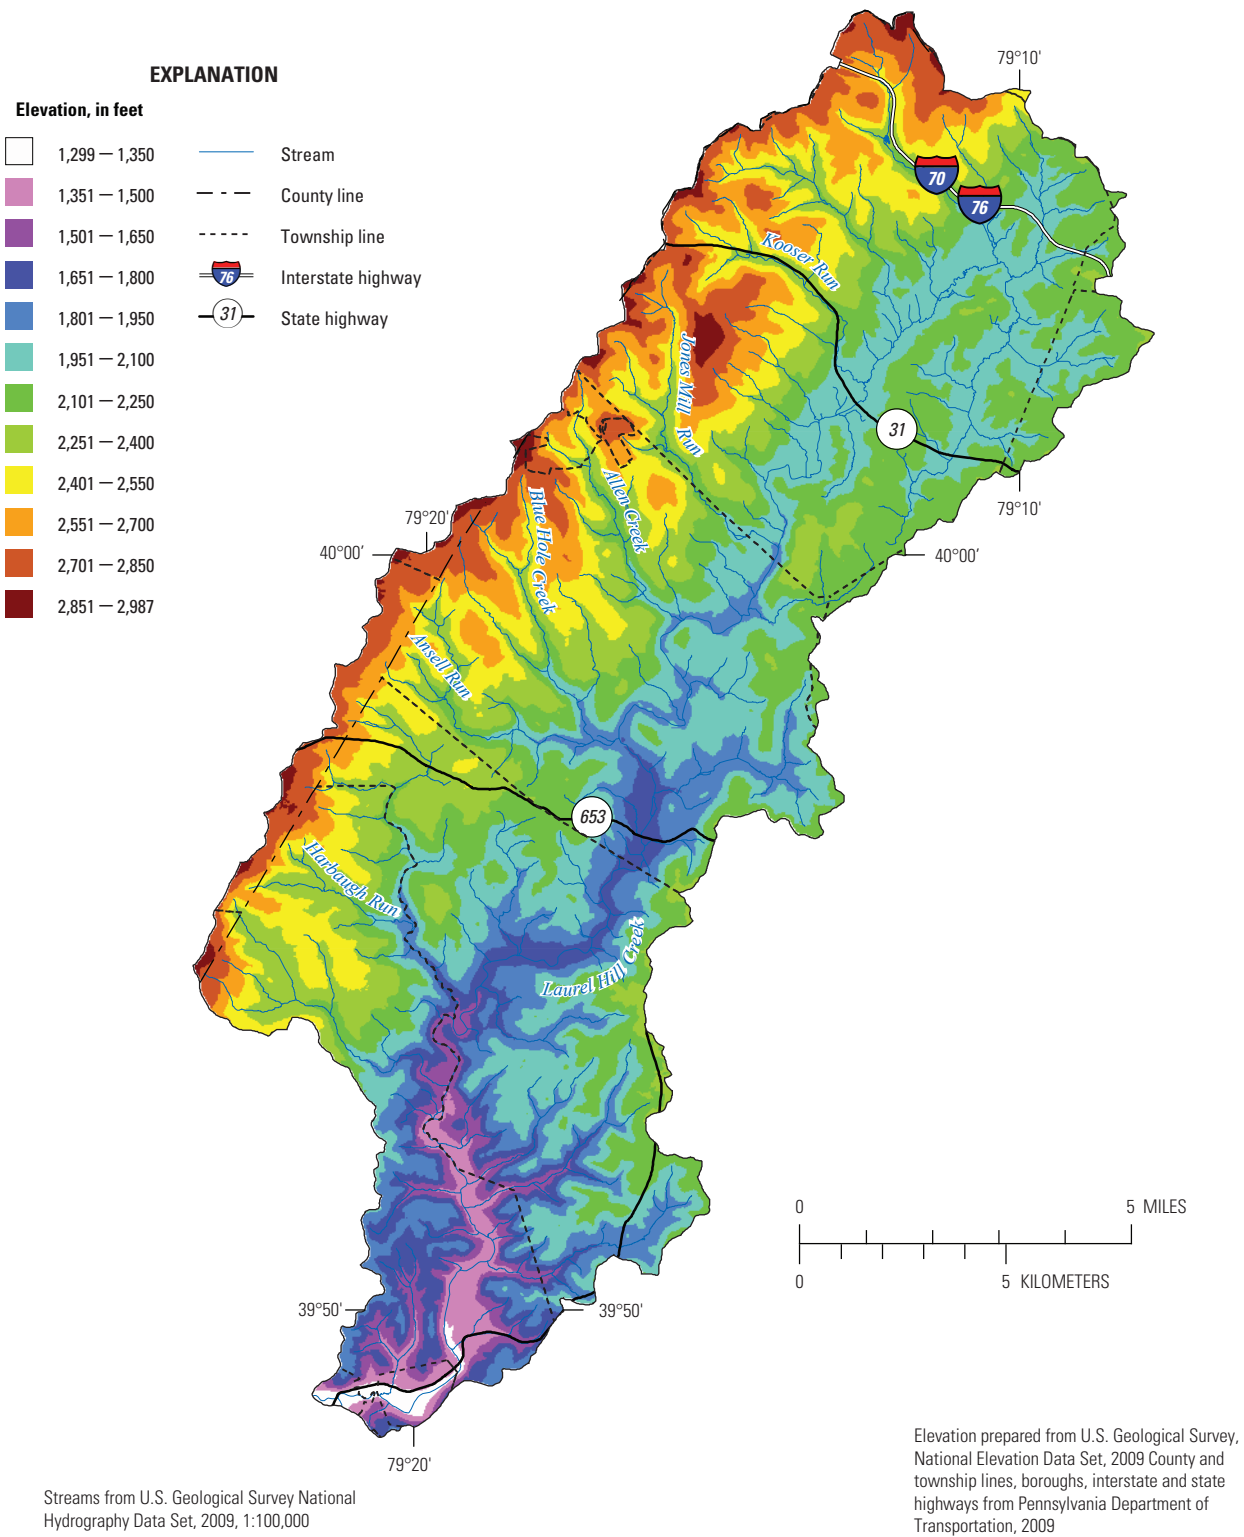 EXPLANATION
Elevation, in feet
1,299 — 1,350
1,351 — 1,500
1,501 — 1,650
1,651 — 1,800
1,801 — 1,950
1,951 — 2,100
2,101 — 2,250
2,251 — 2,400
2,401 — 2,550
2,551 — 2,700
2,701 — 2,850
2,851 — 2,987
Stream
County line
Township line
76
Interstate highway
31
State highway
79°10'
70
76
Kooser Run
Jones Mill Run
31
79°10'
Allen Creek
Blue Hole Creek
79°20'
40°00'
40°00'
Ansell Run
653
Harbaugh Run
Laurel Hill Creek
0
5 MILES
0
5 KILOMETERS
39°50'
39°50'
79°20'
Streams from U.S. Geological Survey National
Hydrography Data Set, 2009, 1:100,000
Elevation prepared from U.S. Geological Survey,
National Elevation Data Set, 2009 County and
township lines, boroughs, interstate and state
highways from Pennsylvania Department of
Transportation, 2009